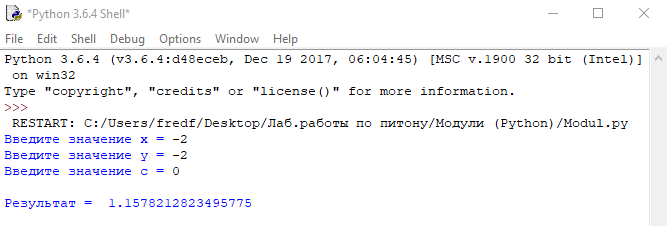 *Python 3.6.4 Shell*
File Edit Shell Debug Options Window Help
Python 3.6.4 (v3.6.4:d48eceb, Dec 19 2017, 06:04:45) [MSC v.1900 32 bit (Intel)]
on win32
Type "copyright", "credits" or "license()" for more information.
>>>
RESTART: C:/Users/fredf/Desktop/Лаб.работы по питону/Модули (Python)/Modul.py
Введите значение x = -2
Введите значение y = -2
Введите значение c = 0
Результат = 1.1578212823495775